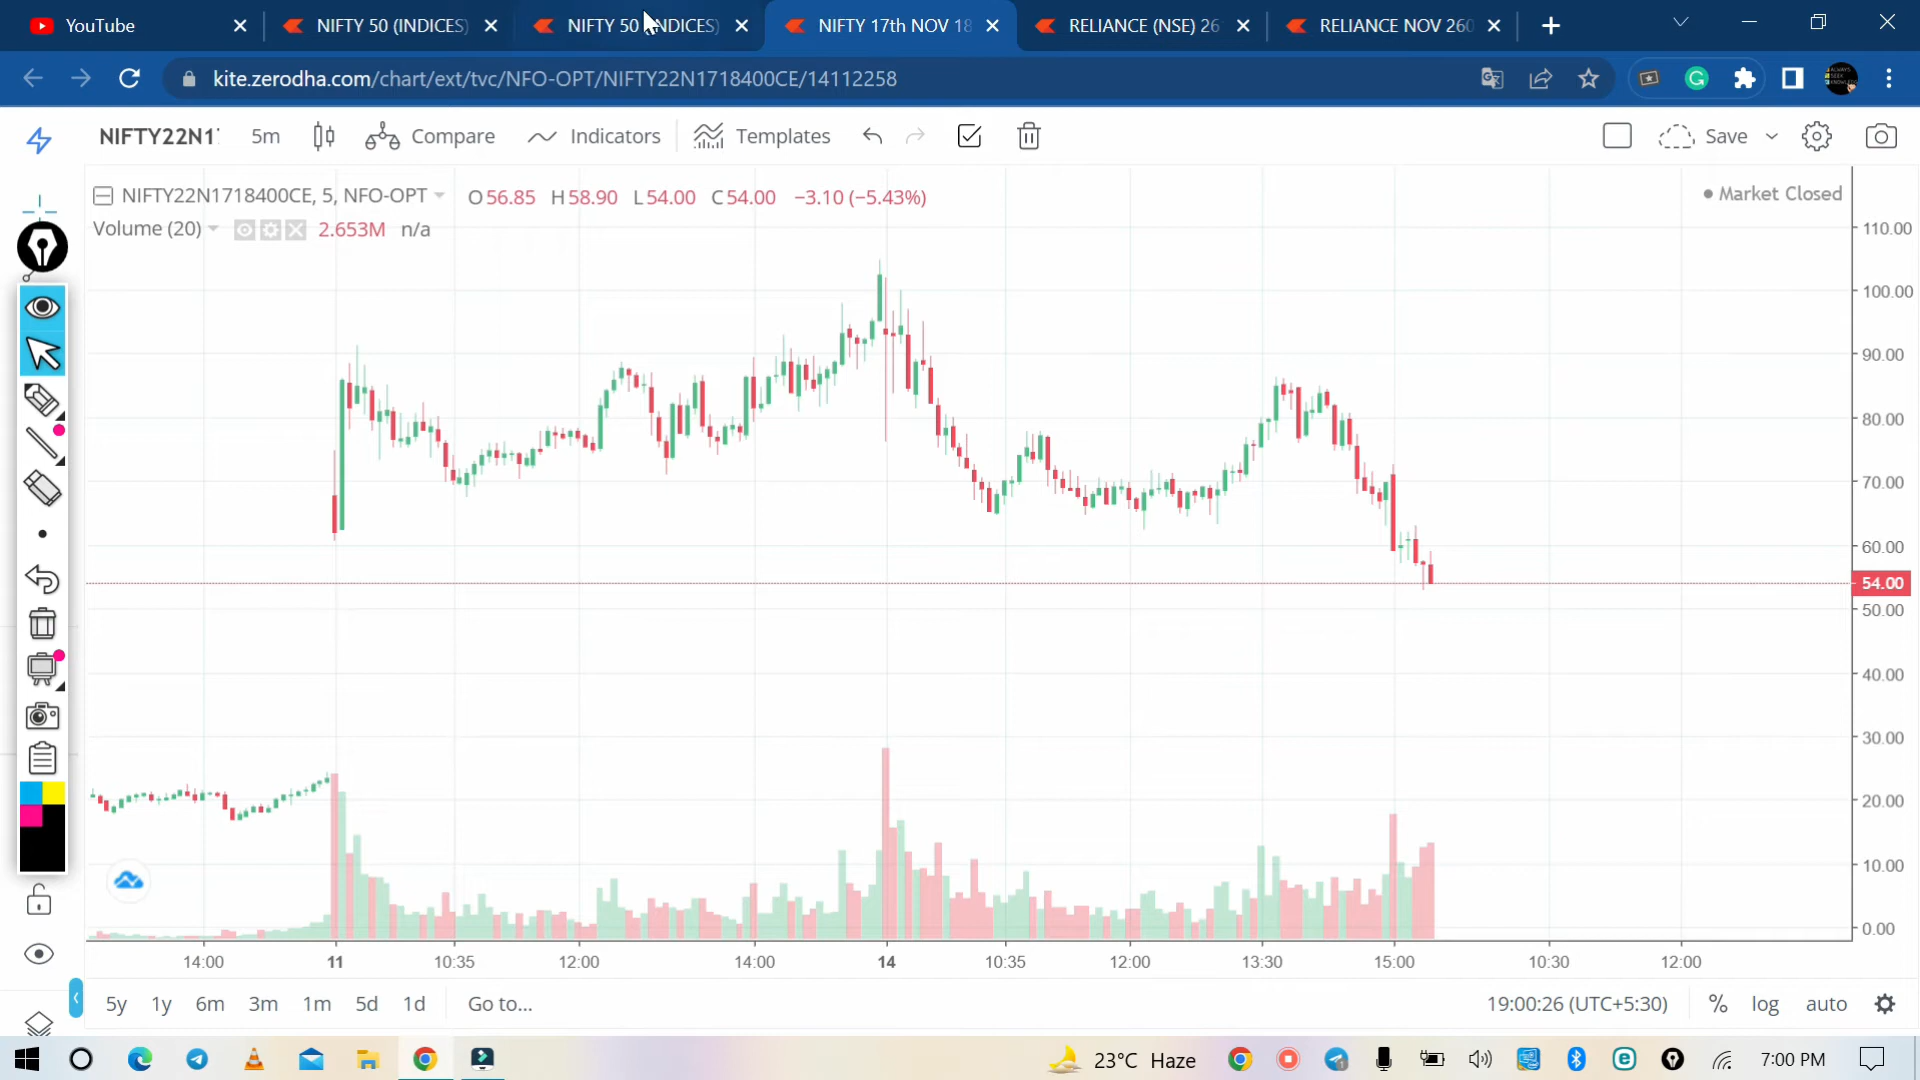 YouTube
NIFTY 50 (INDICES)
NIFTY 50 (INDICES)
NIFTY 17th NOV 18
RELIANCE (NSE) 26
RELIANCE NOV 260
kite.zerodha.com/chart/ext/tvc/NFO-OPT/NIFTY22N1718400CE/14112258
NIFTY22N17
5m
Compare
Indicators
Templates
Save
NIFTY22N1718400CE, 5, NFO-OPT
O56.85 H58.90 L54.00 C54.00 −3.10 (−5.43%)
Market Closed
Volume (20)
2.653M n/a
110.00
100.00
90.00
80.00
70.00
60.00
54.00
50.00
40.00
30.00
20.00
10.00
0.00
14:00 11 10:35 12:00 14:00 14 10:35 12:00 13:30 15:00 10:30 12:00
5y 1y 6m 3m 1m 5d 1d Go to...
19:00:26 (UTC+5:30) % log auto
23°C Haze
7:00 PM